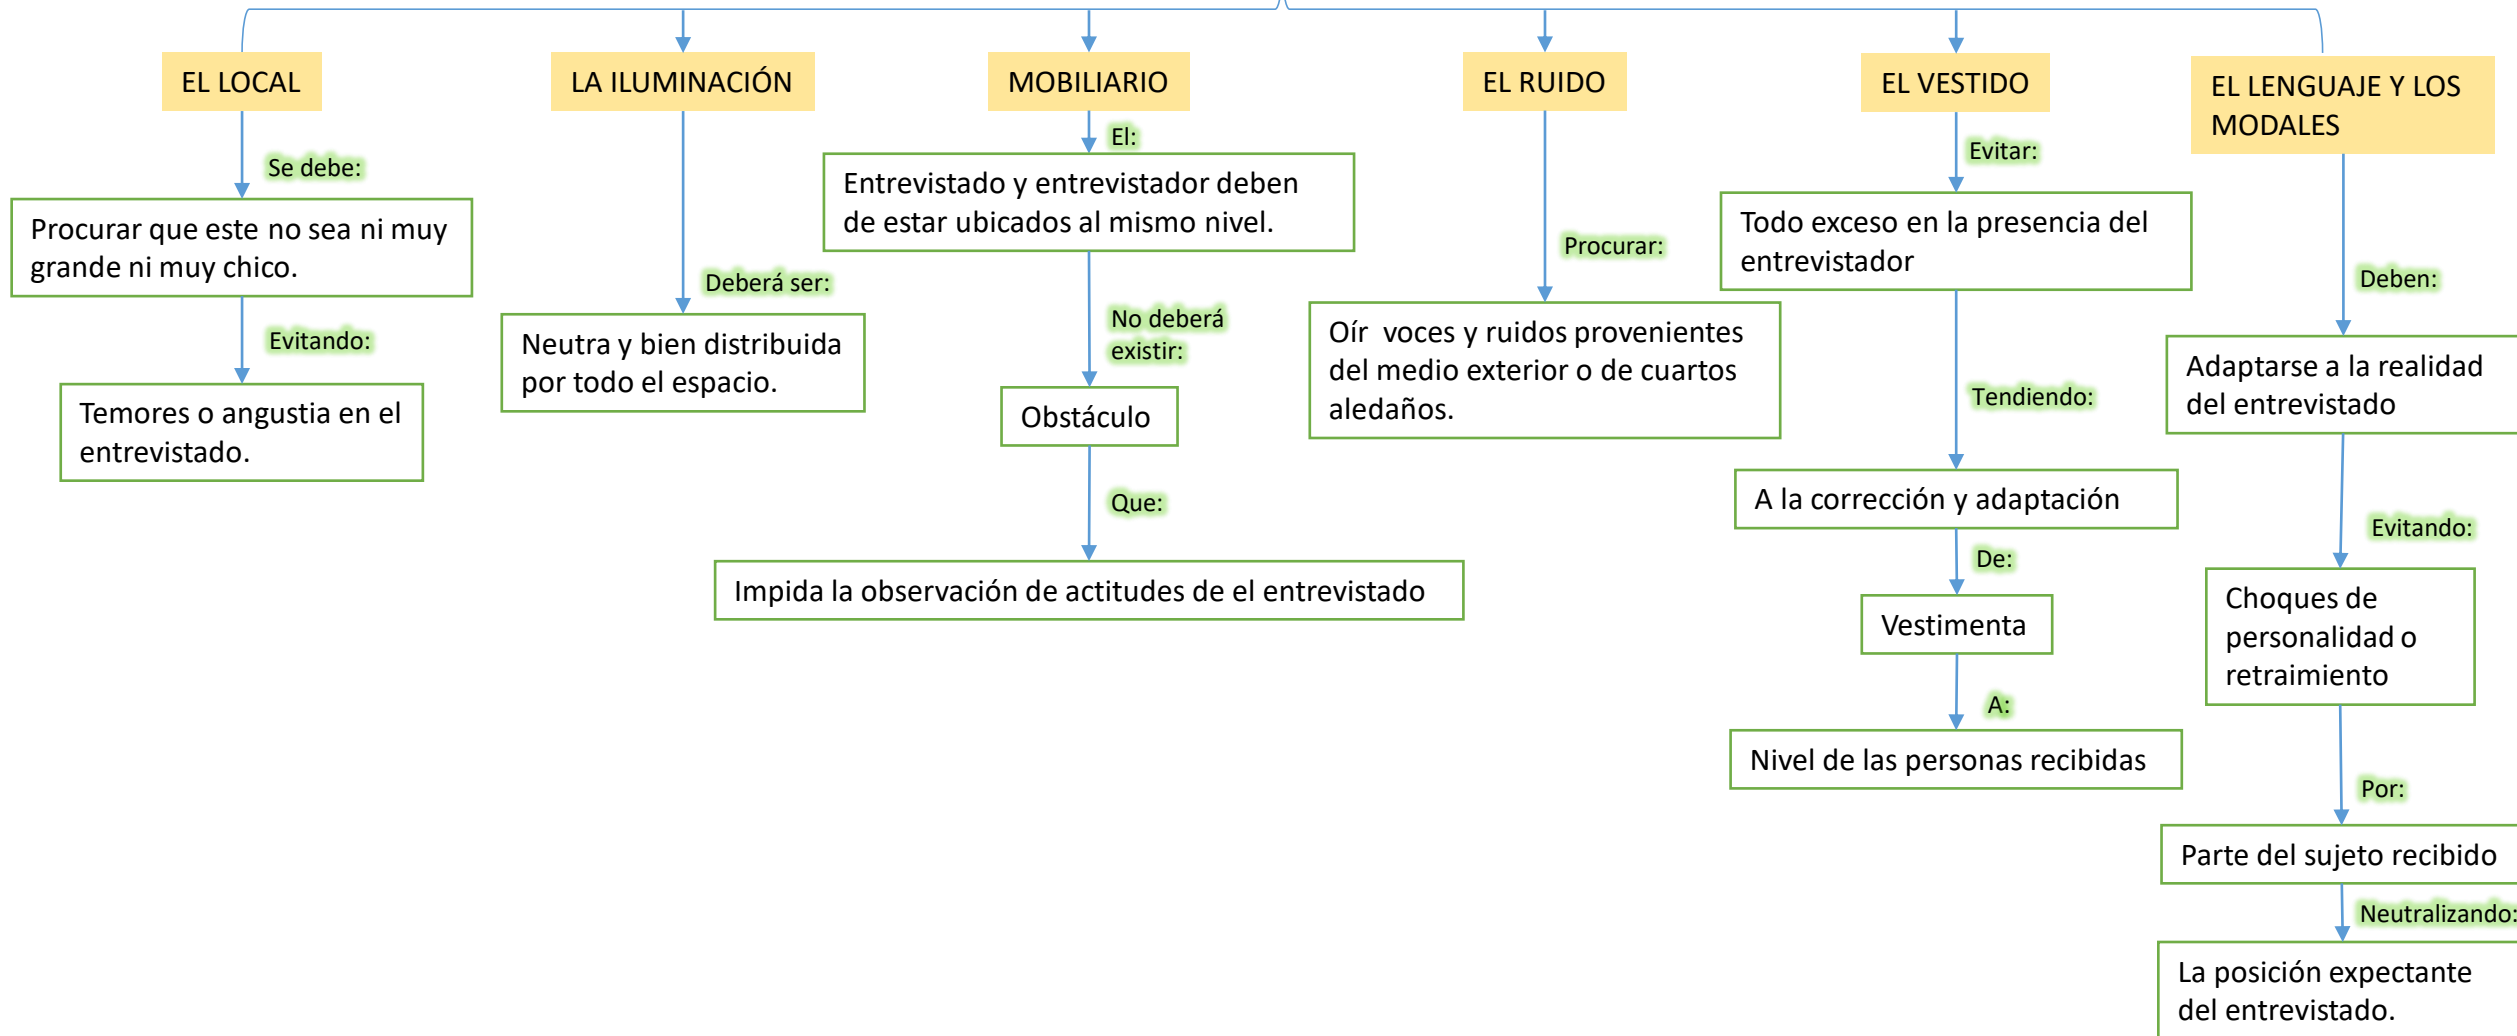 EL LOCAL
Se debe:
Procurar que este no sea ni muy
grande ni muy chico.
Evitando:
Temores o angustia en el
entrevistado.
LA ILUMINACIÓN
Deberá ser:
Neutra y bien distribuida
por todo el espacio.
MOBILIARIO
El:
Entrevistado y entrevistador deben
de estar ubicados al mismo nivel.
No deberá
existir:
Obstáculo
Que:
Impida la observación de actitudes de el entrevistado
EL RUIDO
Procurar:
Oír voces y ruidos provenientes
del medio exterior o de cuartos
aledaños.
EL VESTIDO
Evitar:
Todo exceso en la presencia del
entrevistador
Tendiendo:
A la corrección y adaptación
De:
Vestimenta
A:
Nivel de las personas recibidas
EL LENGUAJE Y LOS
MODALES
Deben:
Adaptarse a la realidad
del entrevistado
Evitando:
Choques de
personalidad o
retraimiento
Por:
Parte del sujeto recibido
Neutralizando:
La posición expectante
del entrevistado.